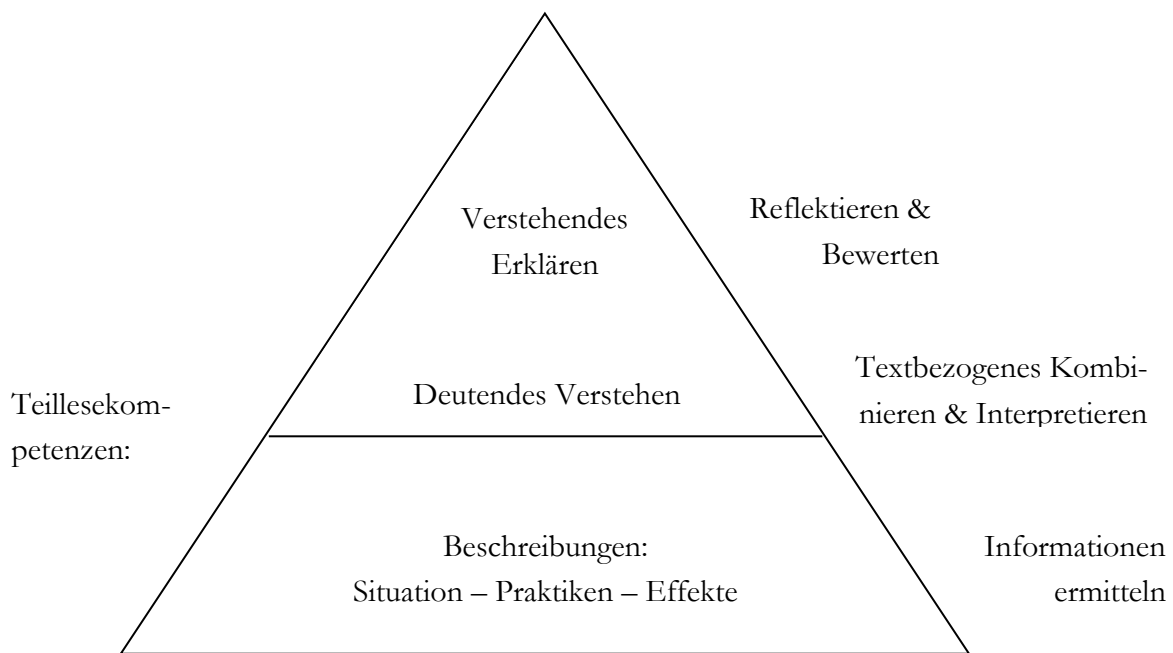 Verstehendes
Erklären
Reflektieren &
Bewerten
Deutendes Verstehen
Textbezogenes Kombi-
nieren & Interpretieren
Teillesekom-
petenzen:
Beschreibungen:
Situation – Praktiken – Effekte
Informationen
ermitteln